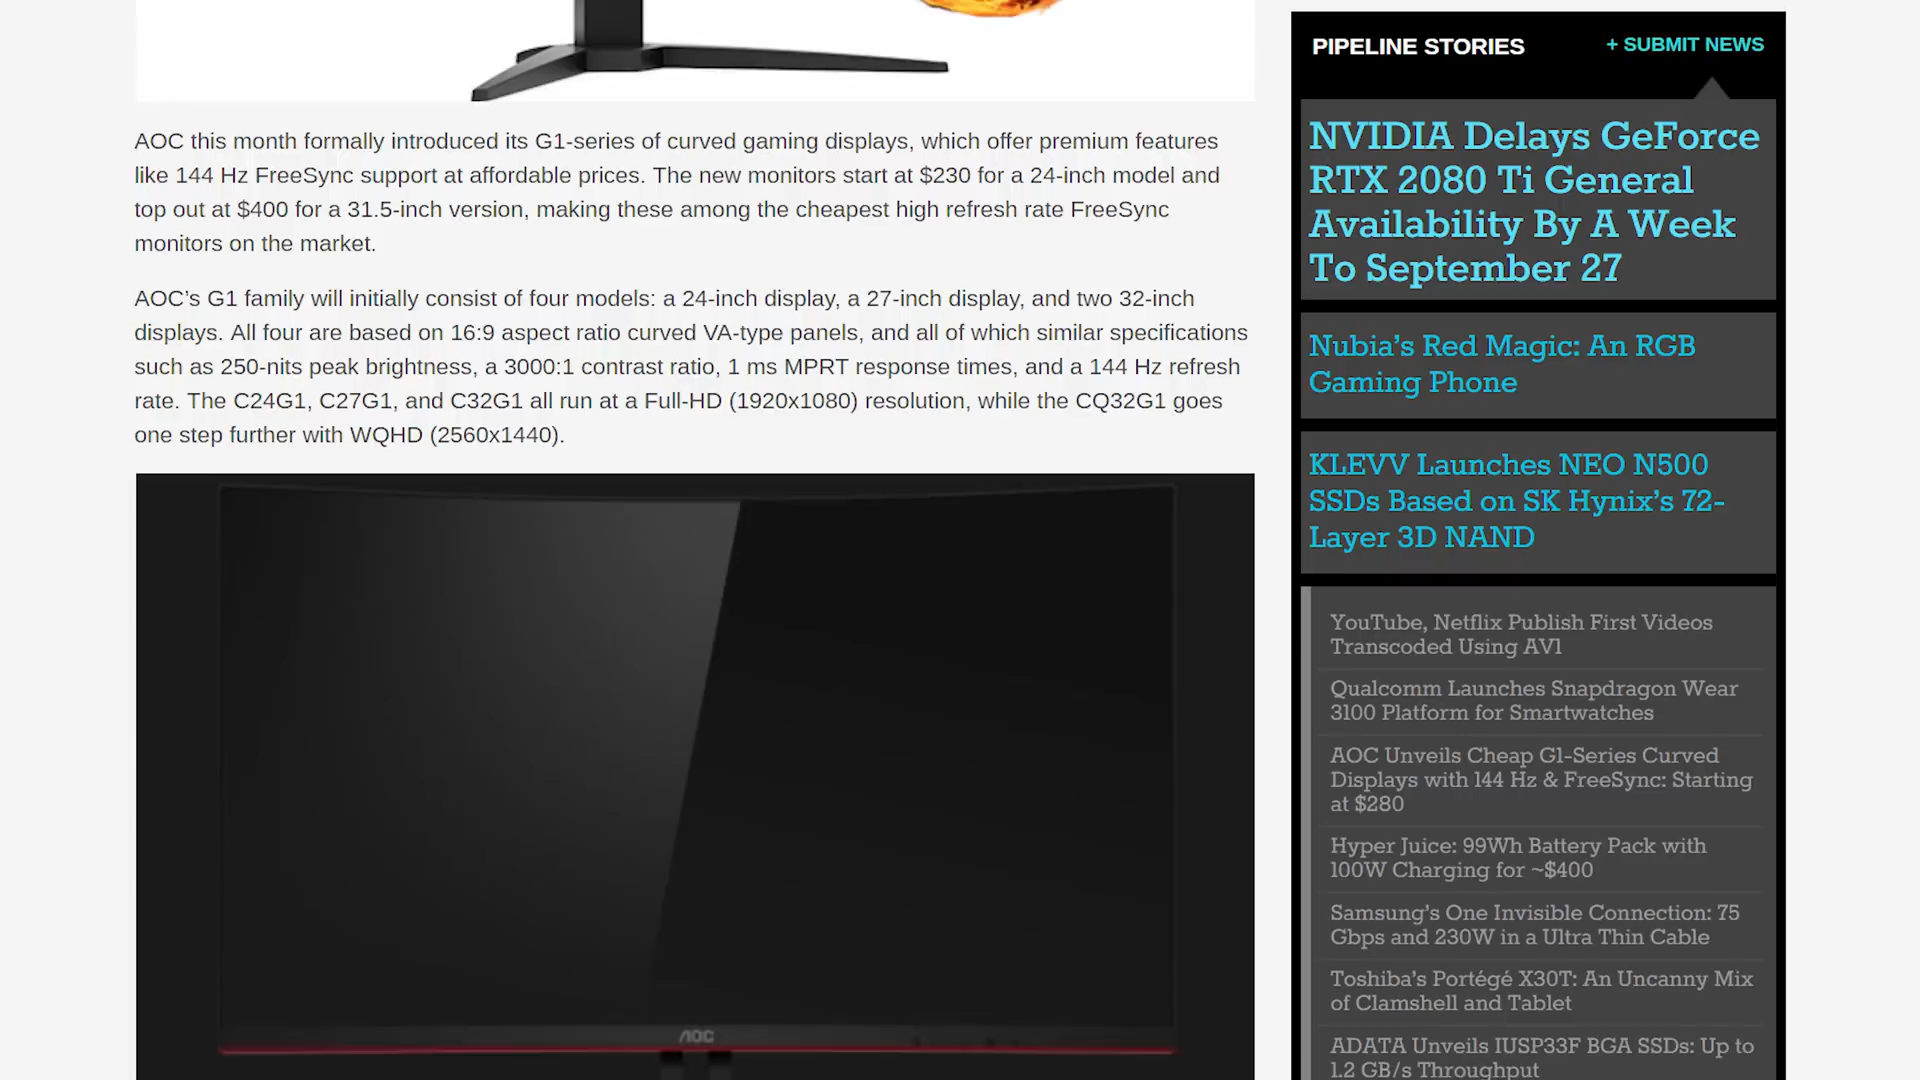 AOC this month formally introduced its G1-series of curved gaming displays, which offer premium features
like 144 Hz FreeSync support at affordable prices. The new monitors start at $230 for a 24-inch model and
top out at $400 for a 31.5-inch version, making these among the cheapest high refresh rate FreeSync
monitors on the market.
AOC’s G1 family will initially consist of four models: a 24-inch display, a 27-inch display, and two 32-inch
displays. All four are based on 16:9 aspect ratio curved VA-type panels, and all of which similar specifications
such as 250-nits peak brightness, a 3000:1 contrast ratio, 1 ms MPRT response times, and a 144 Hz refresh
rate. The C24G1, C27G1, and C32G1 all run at a Full-HD (1920x1080) resolution, while the CQ32G1 goes
one step further with WQHD (2560x1440).
AOC
PIPELINE STORIES
+ SUBMIT NEWS
NVIDIA Delays GeForce
RTX 2080 Ti General
Availability By A Week
To September 27
Nubia’s Red Magic: An RGB
Gaming Phone
KLEVV Launches NEO N500
SSDs Based on SK Hynix’s 72-
Layer 3D NAND
YouTube, Netflix Publish First Videos
Transcoded Using AV1
Qualcomm Launches Snapdragon Wear
3100 Platform for Smartwatches
AOC Unveils Cheap G1-Series Curved
Displays with 144 Hz & FreeSync: Starting
at $280
Hyper Juice: 99Wh Battery Pack with
100W Charging for ~$400
Samsung’s One Invisible Connection: 75
Gbps and 230W in a Ultra Thin Cable
Toshiba’s Portégé X30T: An Uncanny Mix
of Clamshell and Tablet
ADATA Unveils IUSP33F BGA SSDs: Up to
1.2 GB/s Throughput